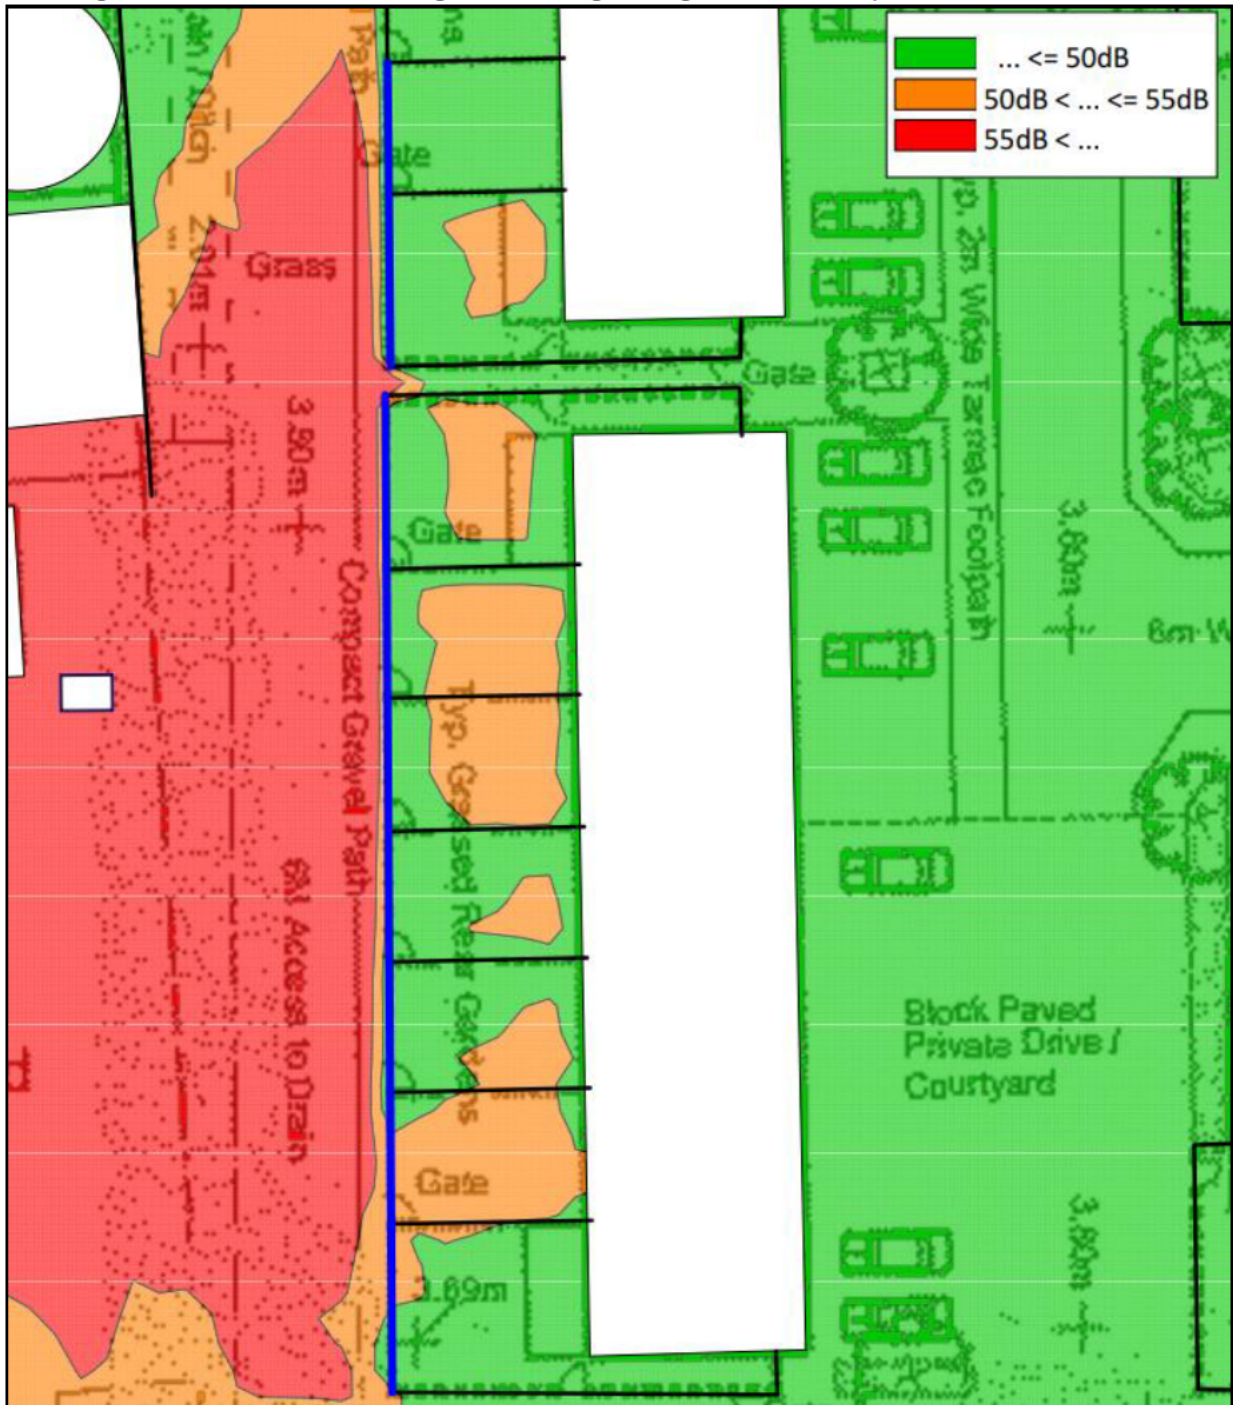 ... <= 50dB
50dB < ... <= 55dB
55dB < ...
Path
Gate
Grass
2.01m
3.90m
Gate
2m Wide Tarmac Footpath
3.80m
Gate
Compact Gravel Path
Typ. Grassed Rear Gardens
6m
6M Access to Drain
Block Paved
Private Drive /
Courtyard
Gate
3.80m